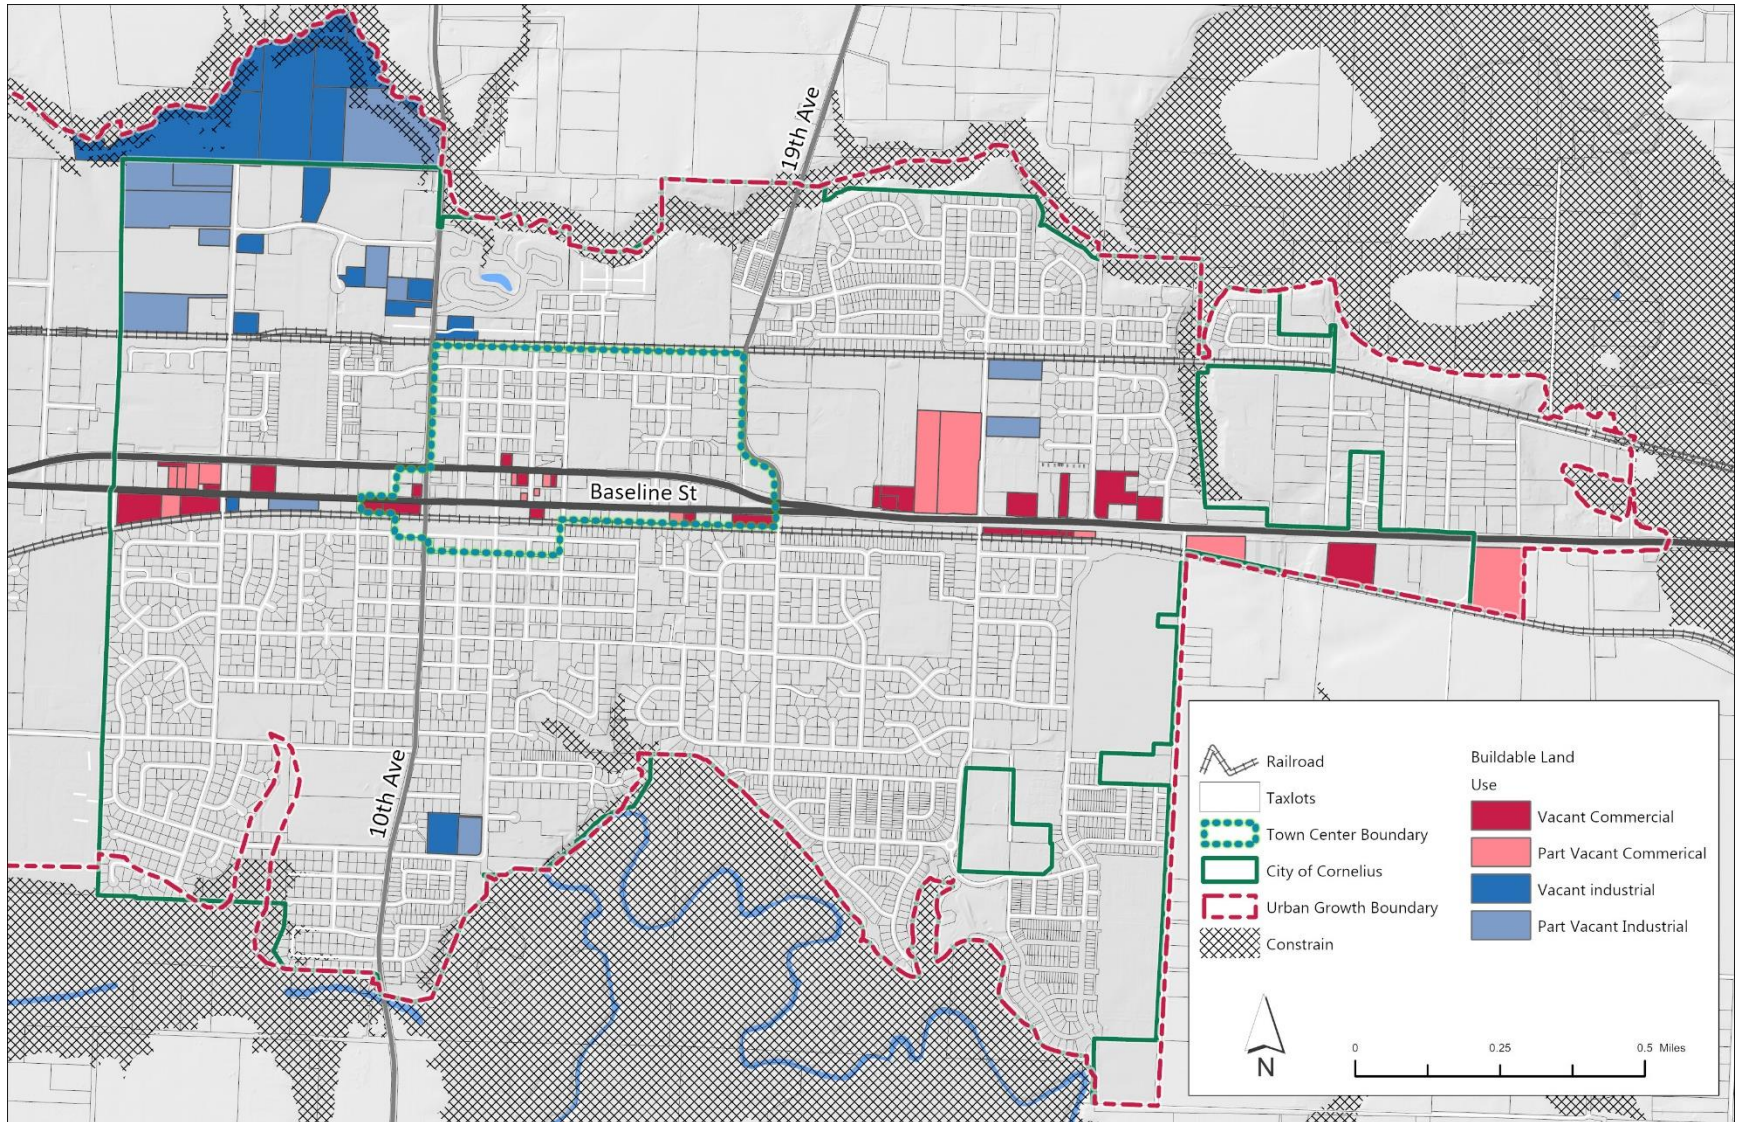 19th Ave
Baseline St
10th Ave
Railroad
Taxlots
Town Center Boundary
City of Cornelius
Urban Growth Boundary
Constrain
Buildable Land
Use
Vacant Commercial
Part Vacant Commerical
Vacant industrial
Part Vacant Industrial
N
0 0.25 0.5 Miles